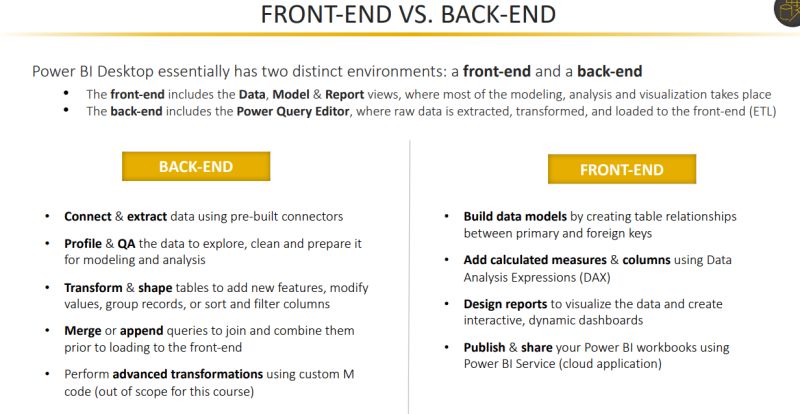 FRONT-END VS. BACK-END
Power BI Desktop essentially has two distinct environments: a front-end and a back-end
• The front-end includes the Data, Model & Report views, where most of the modeling, analysis and visualization takes place
• The back-end includes the Power Query Editor, where raw data is extracted, transformed, and loaded to the front-end (ETL)
BACK-END
• Connect & extract data using pre-built connectors
• Profile & QA the data to explore, clean and prepare it
for modeling and analysis
• Transform & shape tables to add new features, modify
values, group records, or sort and filter columns
• Merge or append queries to join and combine them
prior to loading to the front-end
• Perform advanced transformations using custom M
code (out of scope for this course)
FRONT-END
• Build data models by creating table relationships
between primary and foreign keys
• Add calculated measures & columns using Data
Analysis Expressions (DAX)
• Design reports to visualize the data and create
interactive, dynamic dashboards
• Publish & share your Power BI workbooks using
Power BI Service (cloud application)